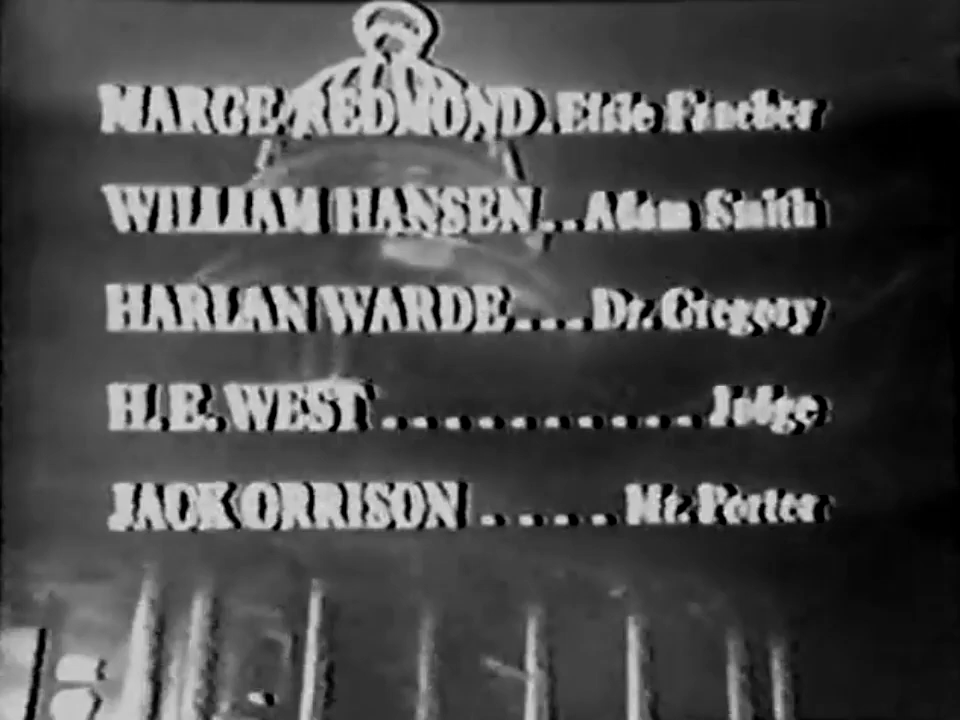 MARGE REDMOND.Elsie Fincher
WILLIAM HANSEN..Adam Smith
HARLAN WARDE....Dr. Gregory
H.E. WEST.............Judge
JACK ORRISON.....Mr. Porter